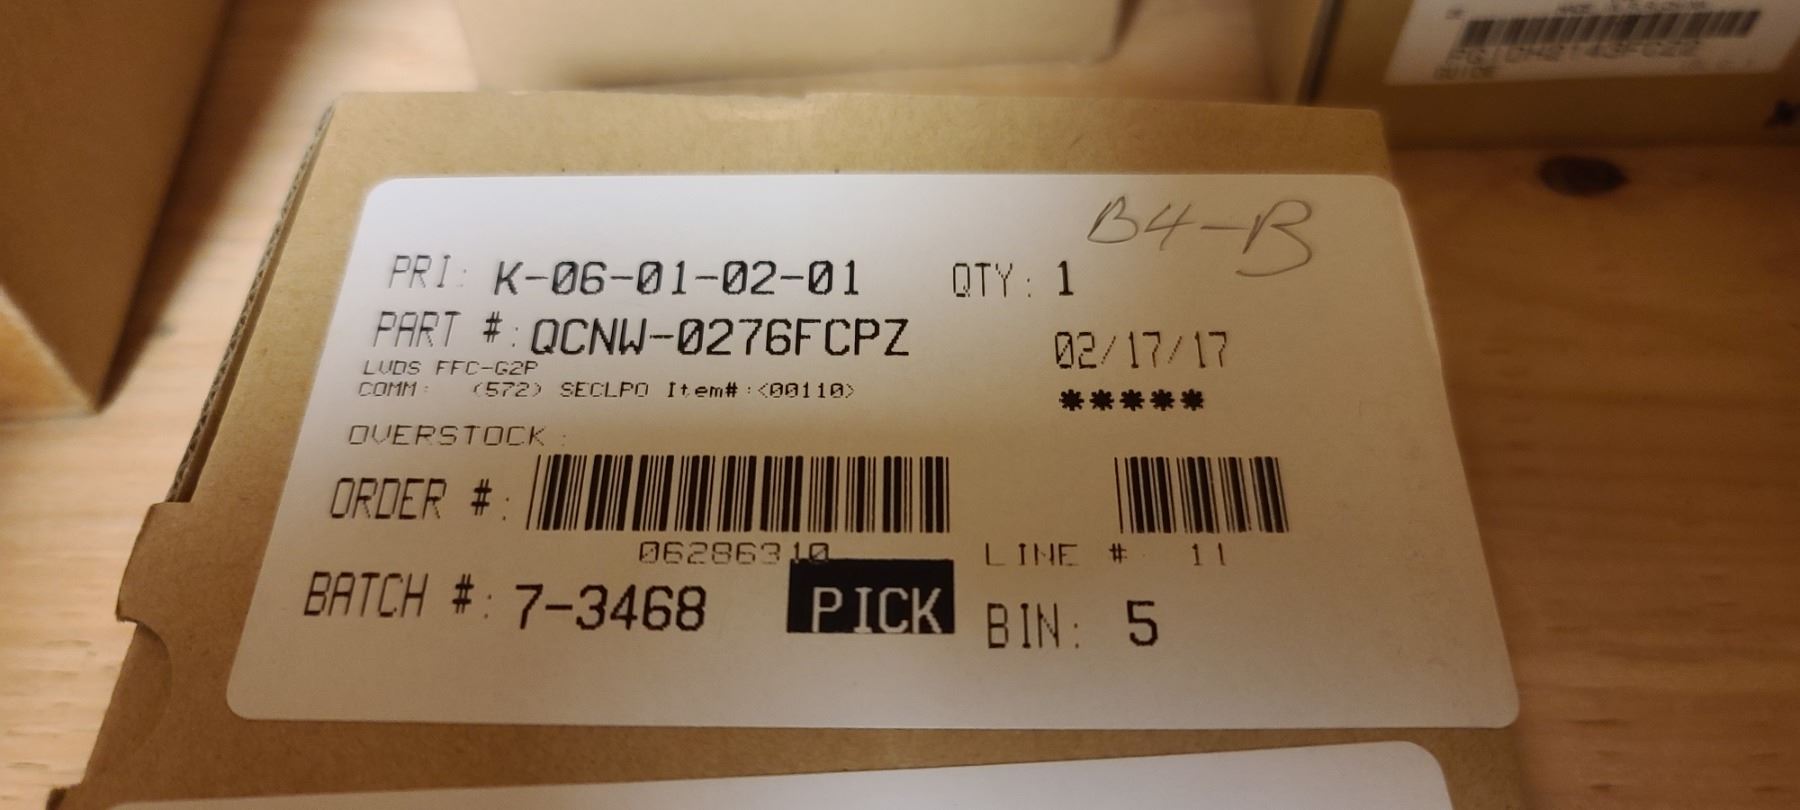 B4-B
PRI: K-06-01-02-01 QTY: 1
PART #: QCNW-0276FCPZ 02/17/17
LVDS FFC-G2P
COMM: (572) SECLPO Item#:<00110> *****
OVERSTOCK:
ORDER #:
06286310 LINE # 11
BATCH #: 7-3468 PICK BIN: 5